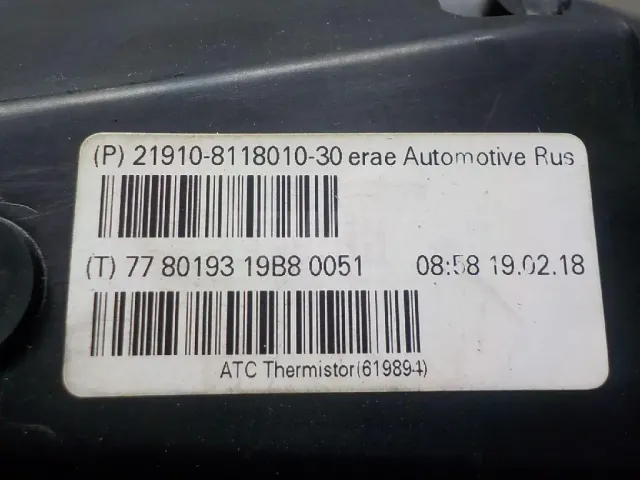 (P) 21910-8118010-30 erae Automotive Rus
(T) 77 80193 19B8 0051 08:58 19.02.18
ATC Thermistor(619894)